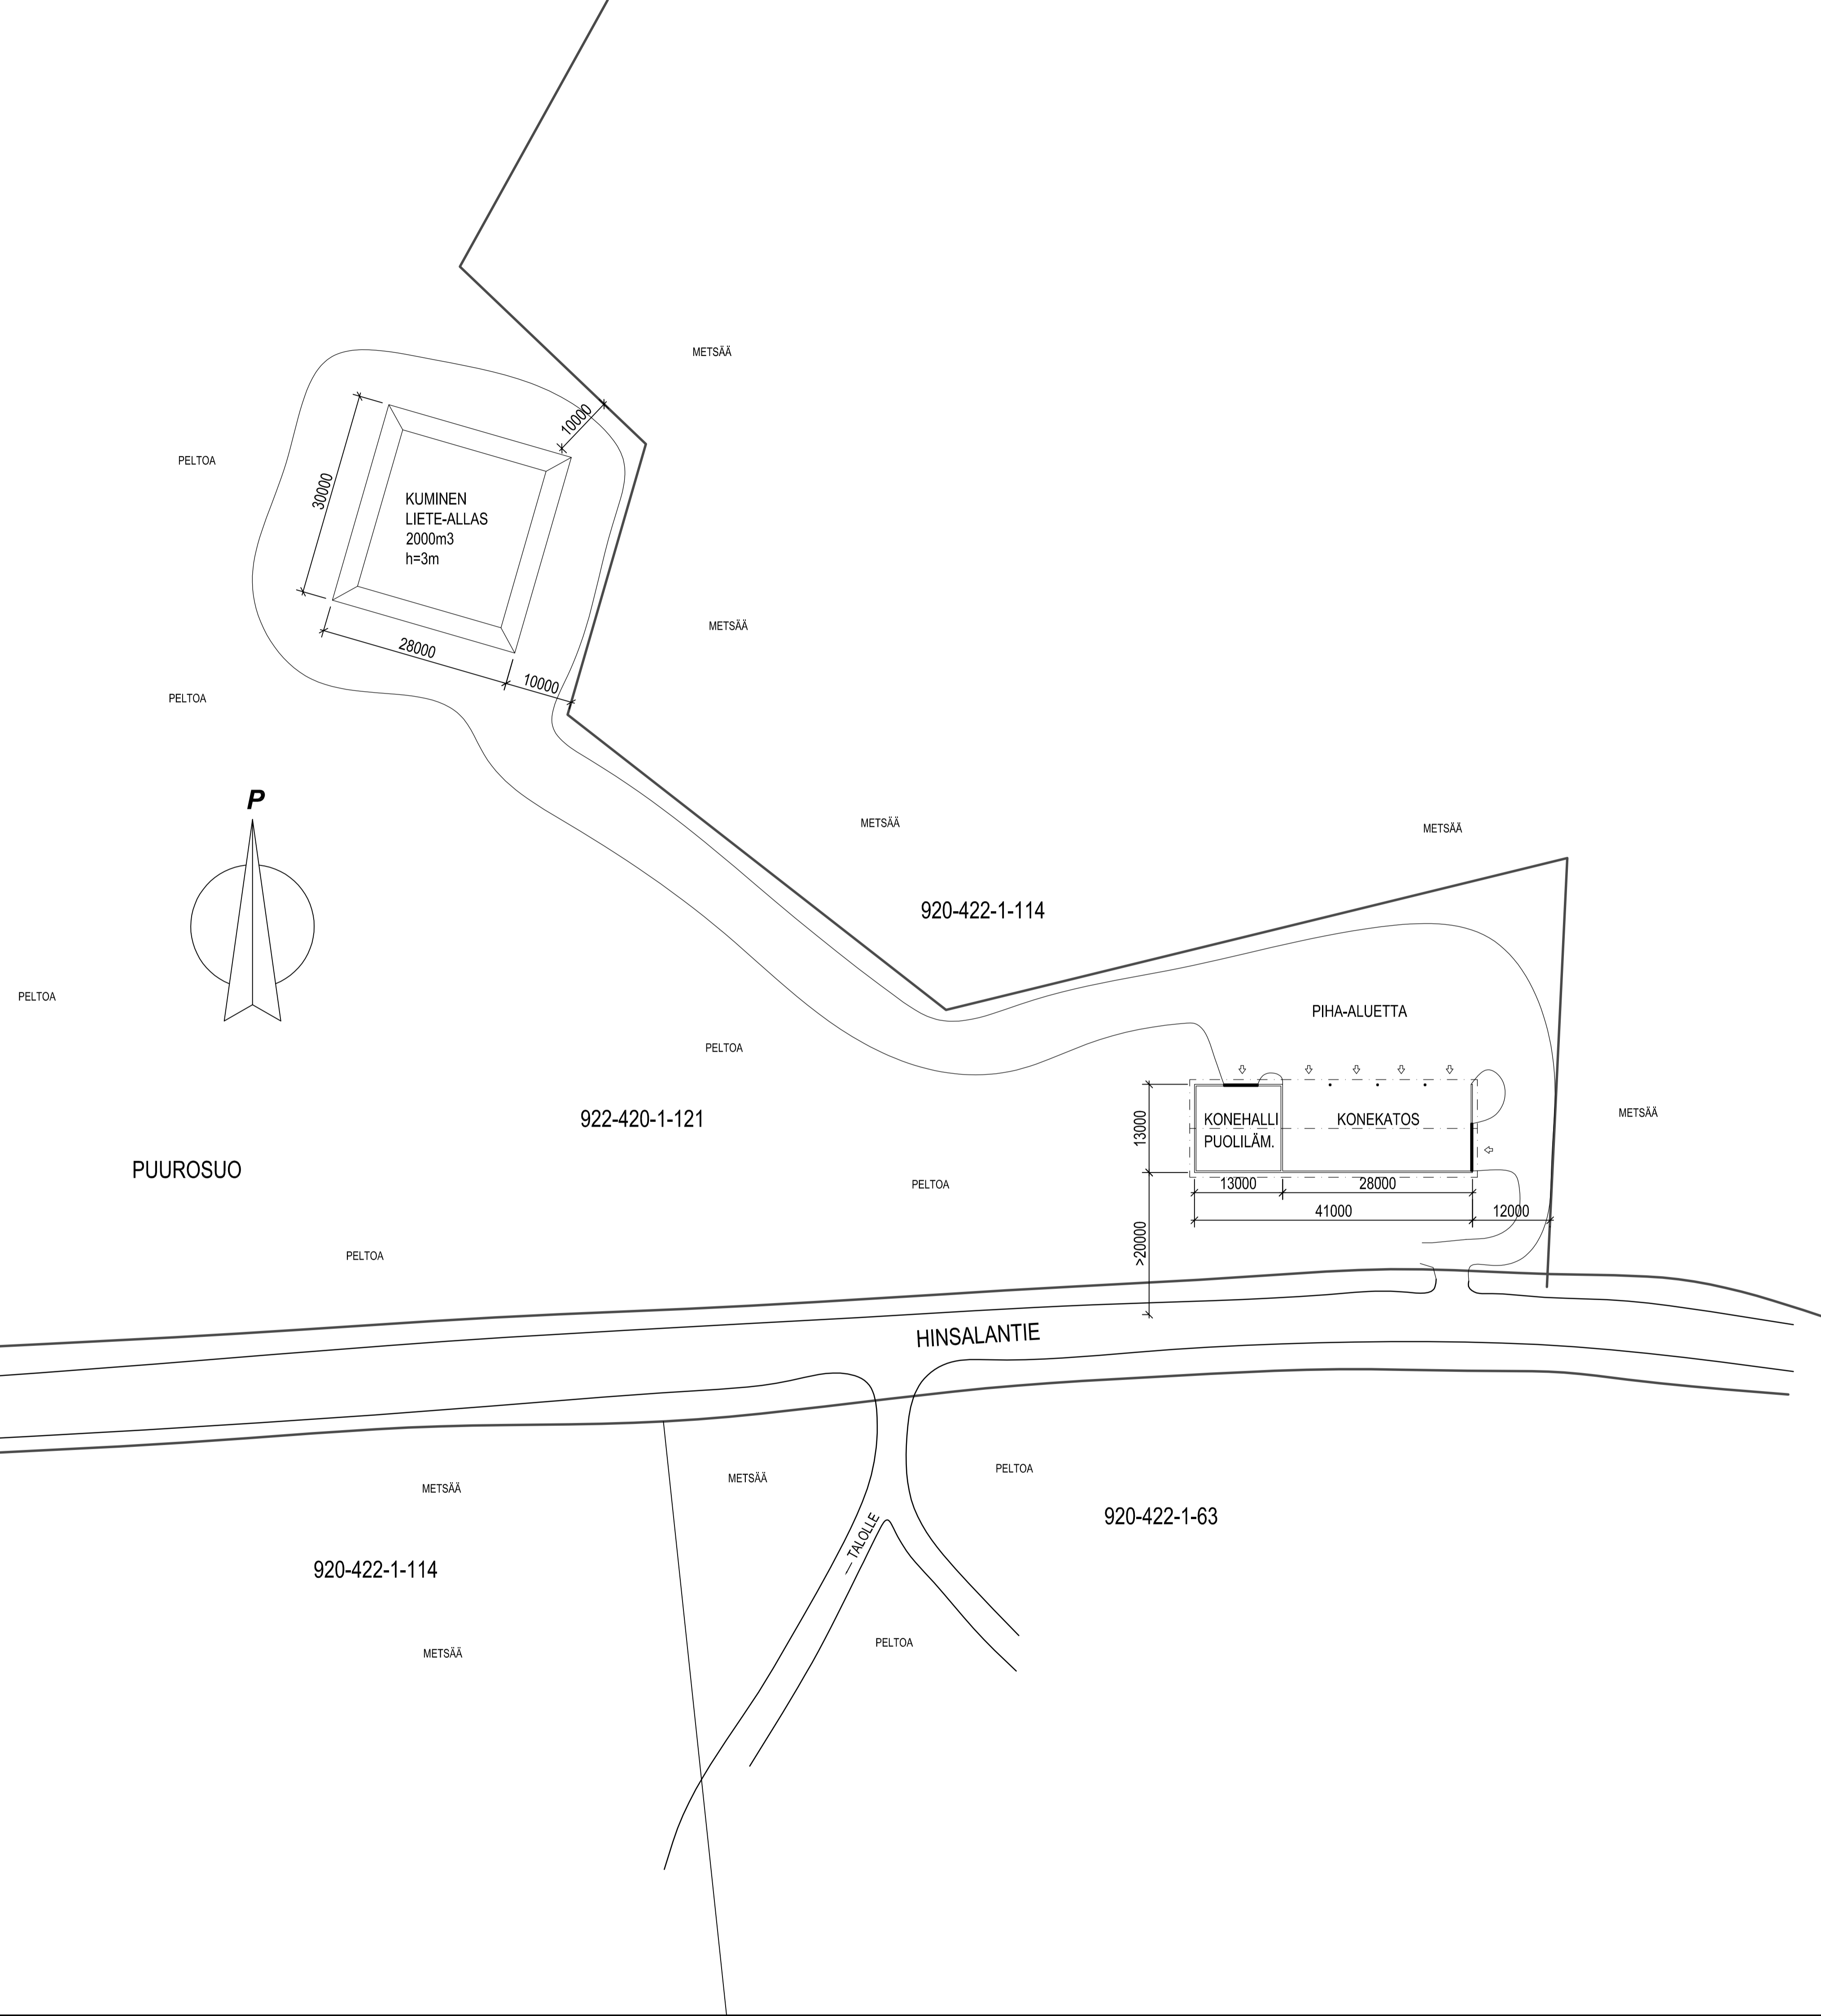 METSÄÄ
10000
PELTOA
30000
KUMINEN
LIETE-ALLAS
2000m3
h=3m
METSÄÄ
28000
10000
PELTOA
P
METSÄÄ
METSÄÄ
920-422-1-114
PELTOA
PIHA-ALUETTA
PELTOA
922-420-1-121
13000
KONEHALLI
PUOLILÄM.
KONEKATOS
METSÄÄ
PUUROSUO
PELTOA
13000
28000
41000
12000
>20000
PELTOA
HINSALANTIE
METSÄÄ
METSÄÄ
PELTOA
920-422-1-63
— TALOLLE
920-422-1-114
METSÄÄ
PELTOA